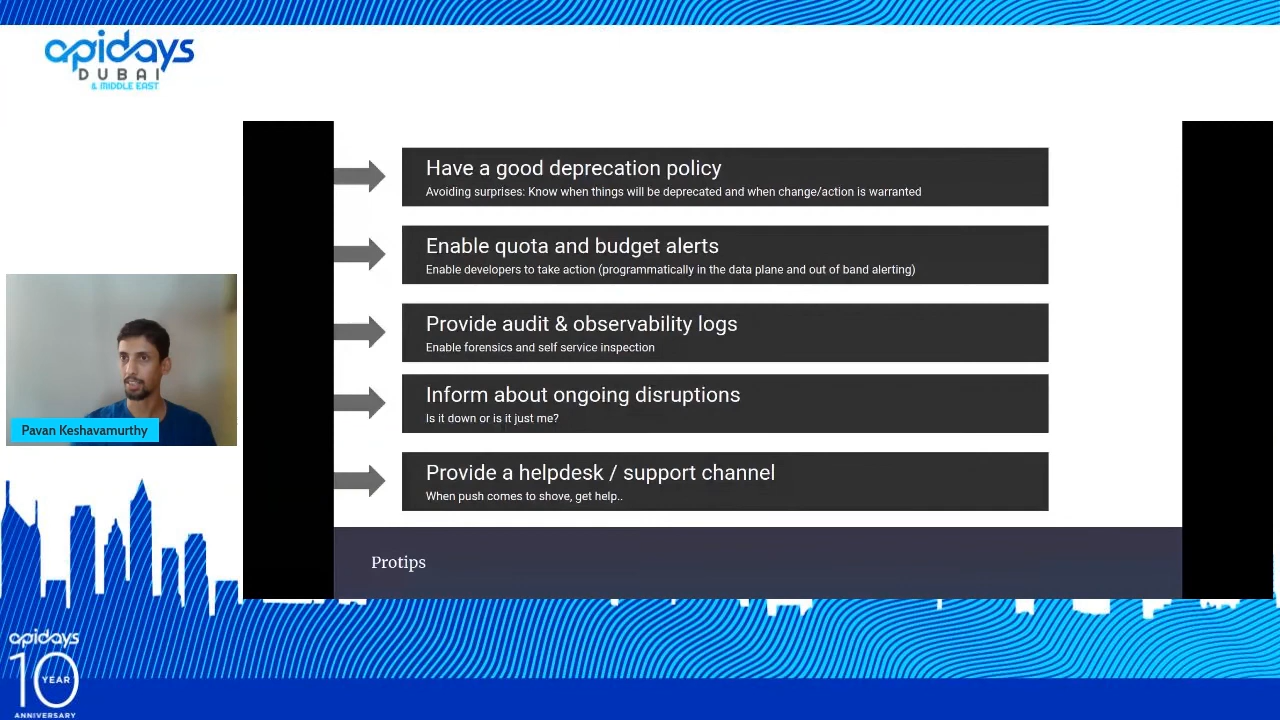 apidays
DUBAI
& MIDDLE EAST
Have a good deprecation policy
Avoiding surprises: Know when things will be deprecated and when change/action is warranted
Enable quota and budget alerts
Enable developers to take action (programmatically in the data plane and out of band alerting)
Provide audit & observability logs
Enable forensics and self service inspection
Inform about ongoing disruptions
Is it down or is it just me?
Provide a helpdesk / support channel
When push comes to shove, get help..
Protips
Pavan Keshavamurthy
apidays
10
YEAR
ANNIVERSARY